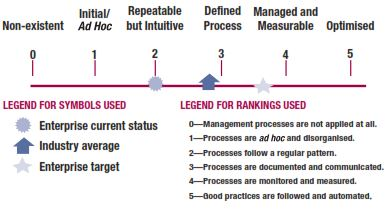 Non-existent
Initial/
Ad Hoc
Repeatable
but Intuitive
Defined
Process
Managed and
Measurable
Optimised
0 1 2 3 4 5
LEGEND FOR SYMBOLS USED
Enterprise current status
Industry average
Enterprise target
LEGEND FOR RANKINGS USED
0—Management processes are not applied at all.
1—Processes are ad hoc and disorganised.
2—Processes follow a regular pattern.
3—Processes are documented and communicated.
4—Processes are monitored and measured.
5—Good practices are followed and automated.